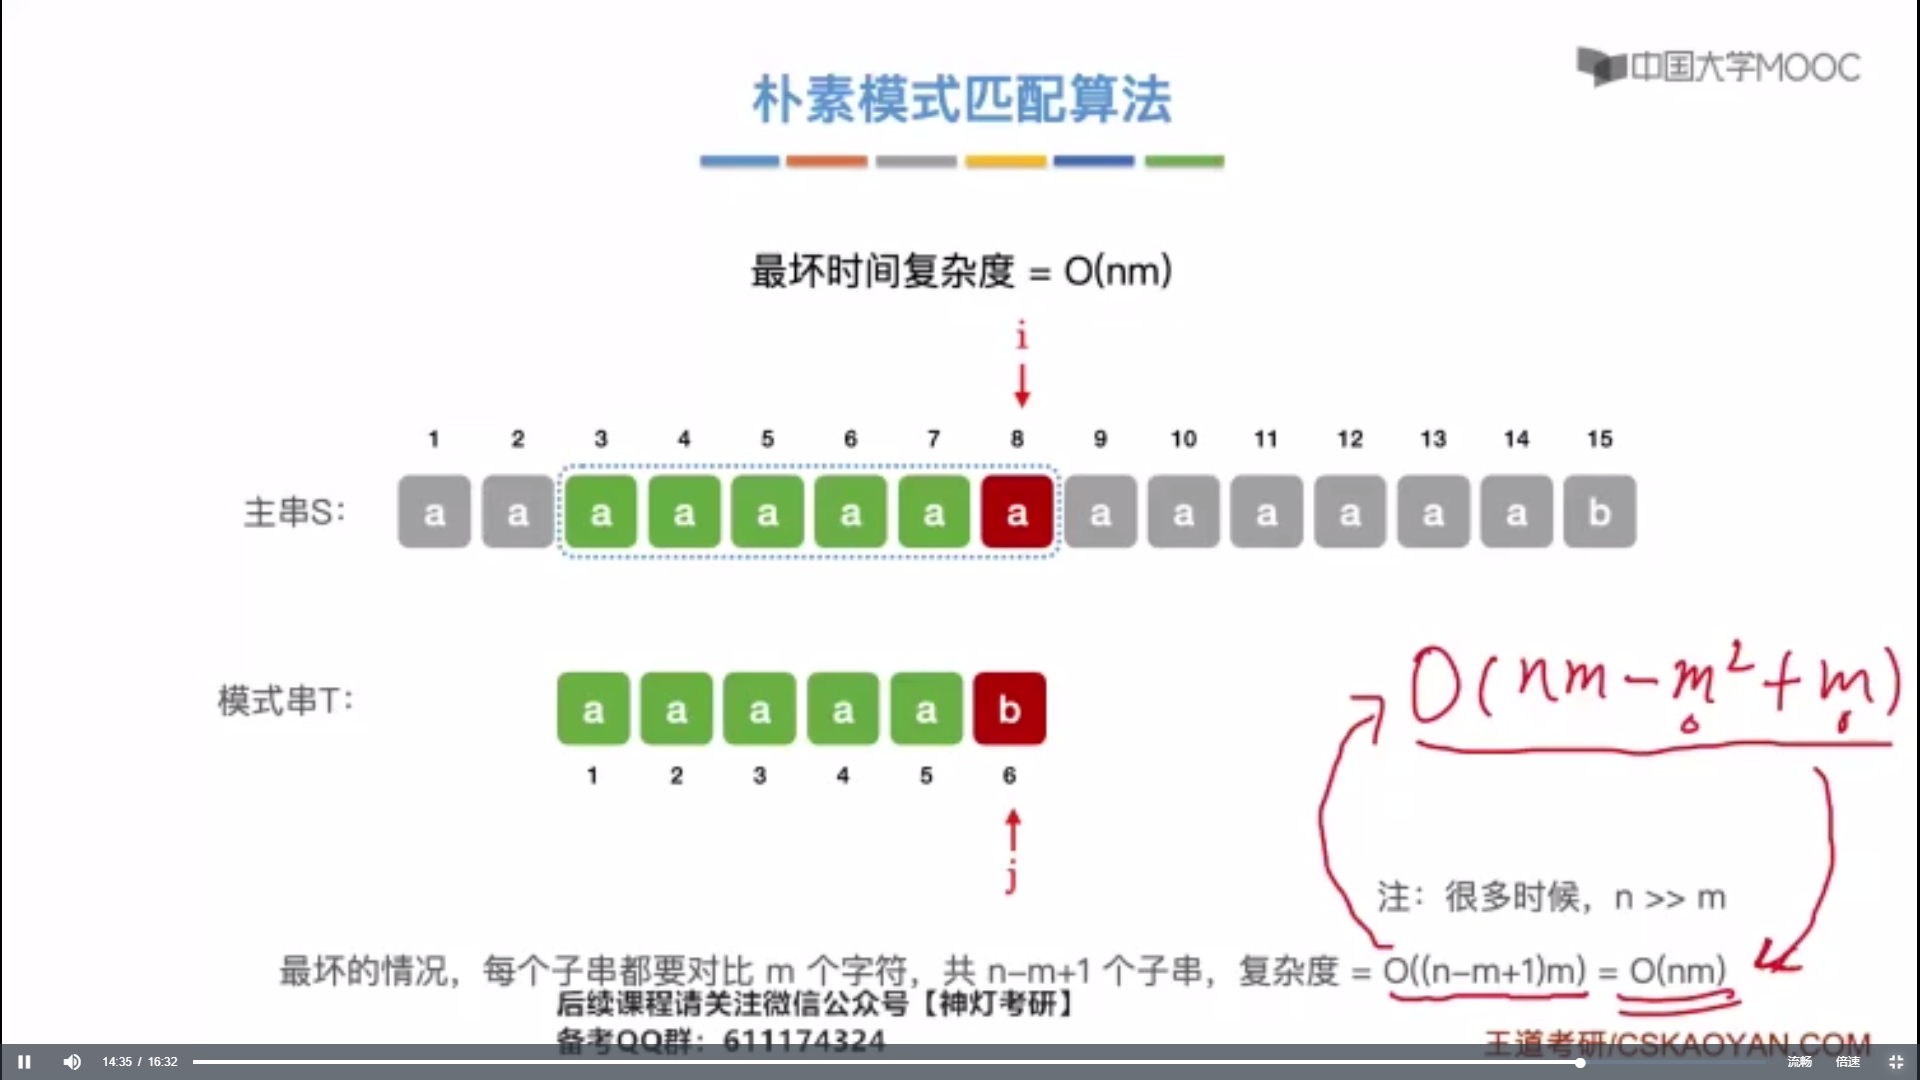 中国大学MOOC
朴素模式匹配算法
最坏时间复杂度 = O(nm)
i
1 2 3 4 5 6 7 8 9 10 11 12 13 14 15
主串S： a a a a a a a a a a a a a a b
O(nm-m²+m)
模式串T： a a a a a b
1 2 3 4 5 6
j
注：很多时候，n >> m
最坏的情况，每个子串都要对比 m 个字符，共 n-m+1 个子串，复杂度 = O((n-m+1)m) = O(nm)
后续课程请关注微信公众号【神灯考研】
备考QQ群：611174324
王道考研/CSKAOYAN.COM
14:35 / 16:32 流畅 倍速